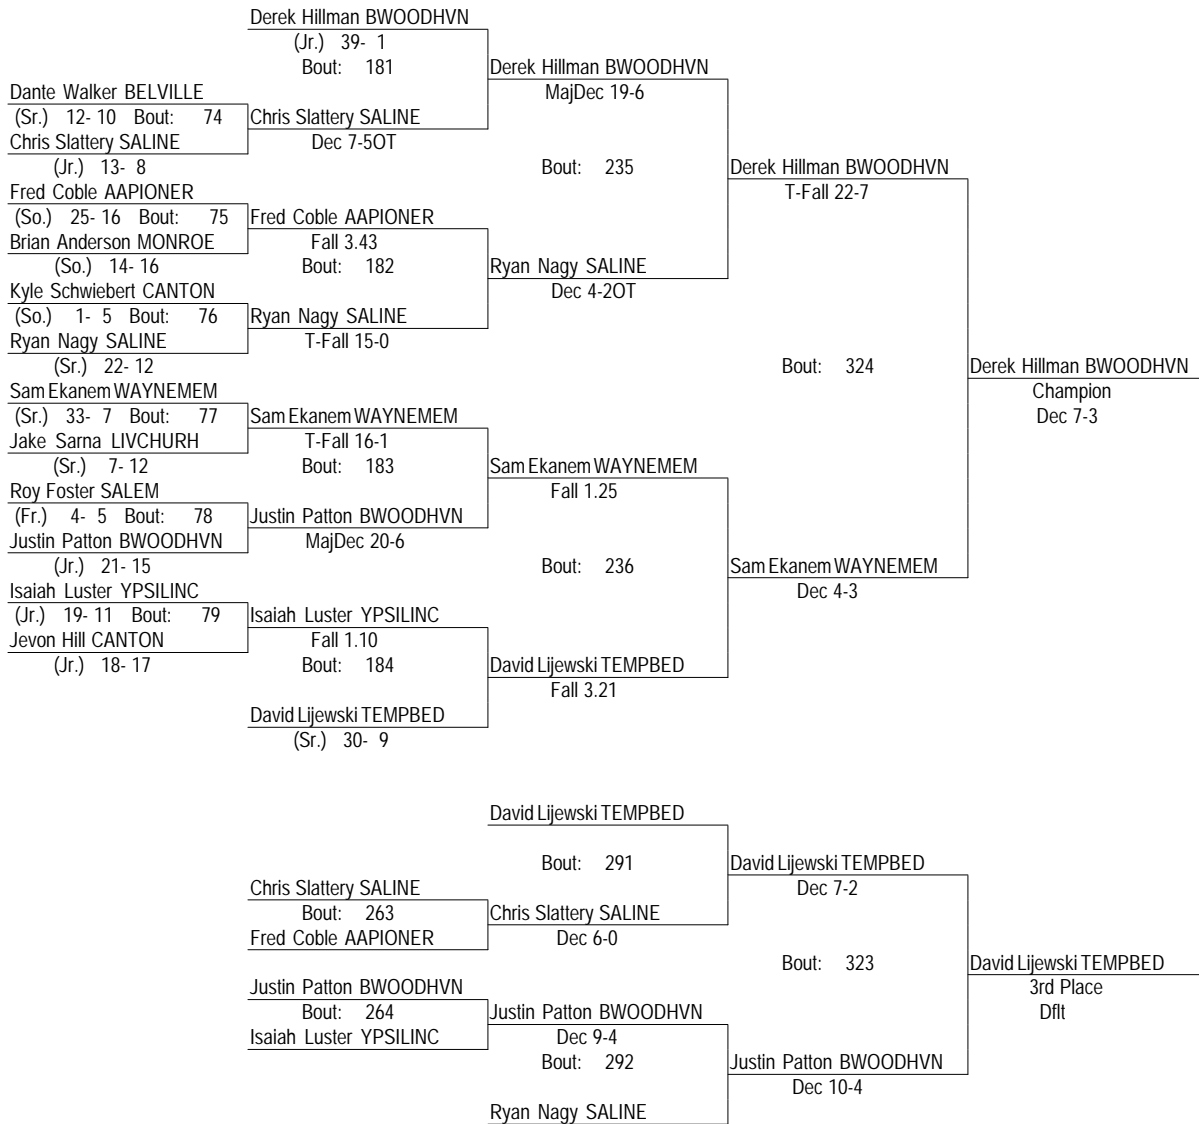 Derek Hillman BWOODHVN
(Jr.) 39- 1
Bout: 181
Derek Hillman BWOODHVN
MajDec 19-6
Dante Walker BELVILLE
(Sr.) 12- 10 Bout: 74
Chris Slattery SALINE
Dec 7-5OT
Chris Slattery SALINE
(Jr.) 13- 8
Bout: 235
Derek Hillman BWOODHVN
T-Fall 22-7
Fred Coble AAPIONER
(So.) 25- 16 Bout: 75
Fred Coble AAPIONER
Fall 3.43
Brian Anderson MONROE
(So.) 14- 16
Bout: 182
Ryan Nagy SALINE
Dec 4-2OT
Kyle Schwiebert CANTON
(So.) 1- 5 Bout: 76
Ryan Nagy SALINE
T-Fall 15-0
Ryan Nagy SALINE
(Sr.) 22- 12
Bout: 324
Derek Hillman BWOODHVN
Champion
Dec 7-3
Sam Ekanem WAYNEMEM
(Sr.) 33- 7 Bout: 77
Sam Ekanem WAYNEMEM
T-Fall 16-1
Jake Sarna LIVCHURH
(Sr.) 7- 12
Bout: 183
Sam Ekanem WAYNEMEM
Fall 1.25
Roy Foster SALEM
(Fr.) 4- 5 Bout: 78
Justin Patton BWOODHVN
MajDec 20-6
Justin Patton BWOODHVN
(Jr.) 21- 15
Bout: 236
Sam Ekanem WAYNEMEM
Dec 4-3
Isaiah Luster YPSILINC
(Jr.) 19- 11 Bout: 79
Isaiah Luster YPSILINC
Fall 1.10
Jevon Hill CANTON
(Jr.) 18- 17
Bout: 184
David Lijewski TEMPBED
Fall 3.21
David Lijewski TEMPBED
(Sr.) 30- 9
David Lijewski TEMPBED
Bout: 291
David Lijewski TEMPBED
Dec 7-2
Chris Slattery SALINE
Bout: 263
Chris Slattery SALINE
Dec 6-0
Fred Coble AAPIONER
Bout: 323
David Lijewski TEMPBED
3rd Place
Dflt
Justin Patton BWOODHVN
Bout: 264
Justin Patton BWOODHVN
Dec 9-4
Isaiah Luster YPSILINC
Bout: 292
Justin Patton BWOODHVN
Dec 10-4
Ryan Nagy SALINE